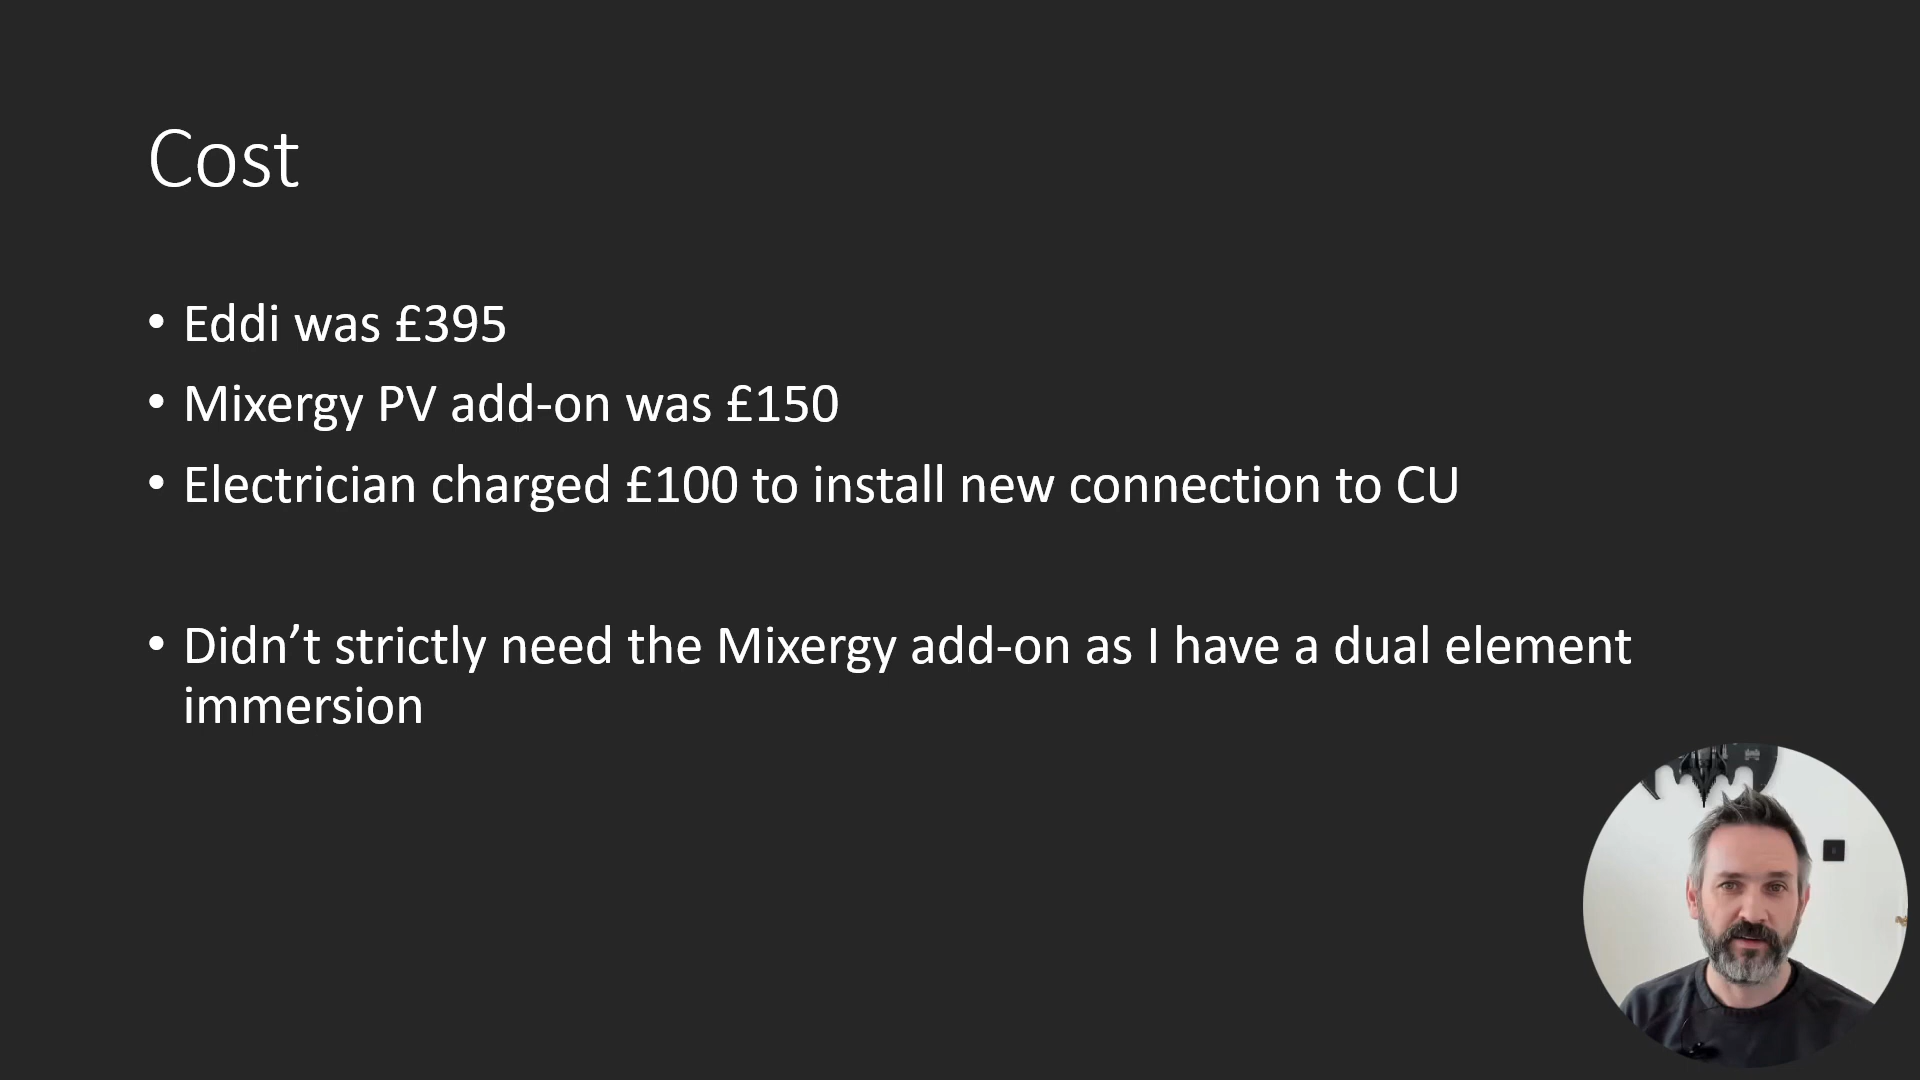 Cost
• Eddi was £395
• Mixergy PV add-on was £150
• Electrician charged £100 to install new connection to CU
• Didn’t strictly need the Mixergy add-on as I have a dual element
immersion